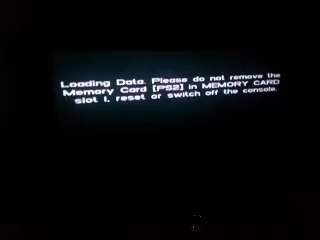 Loading Data. Please do not remove the
Memory Card [PS2] in MEMORY CARD
slot 1, reset or switch off the console.